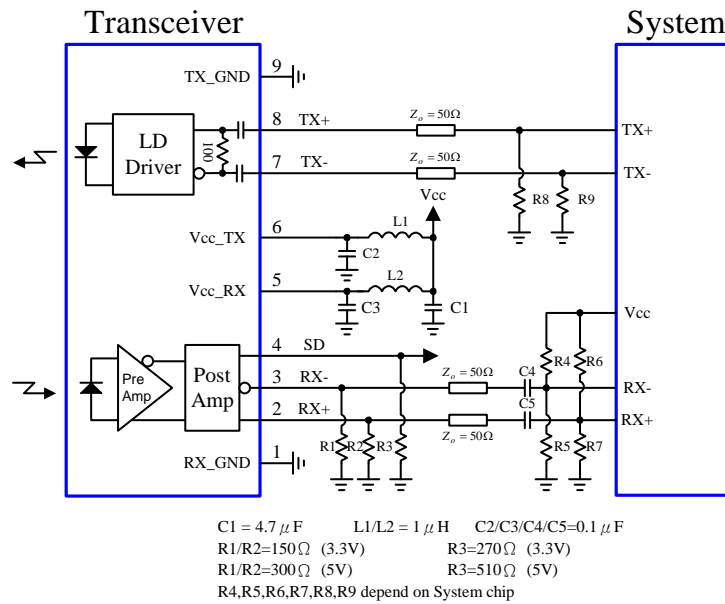 Transceiver System
9
TX_GND
8 TX+ Z_o = 50Ω TX+
LD
Driver
100
7 TX- Z_o = 50Ω TX-
R8 R9
Vcc
6 L1
Vcc_TX
C2
5 L2
Vcc_RX
C3 C1
Vcc
4 SD
R4 R6
Pre
Amp
Post
Amp
3 RX- Z_o = 50Ω C4 RX-
C5
2 RX+ Z_o = 50Ω RX+
R1 R2 R3 R5 R7
1
RX_GND
C1 = 4.7 μF L1/L2 = 1 μH C2/C3/C4/C5=0.1 μF
R1/R2=150Ω (3.3V) R3=270Ω (3.3V)
R1/R2=300Ω (5V) R3=510Ω (5V)
R4,R5,R6,R7,R8,R9 depend on System chip